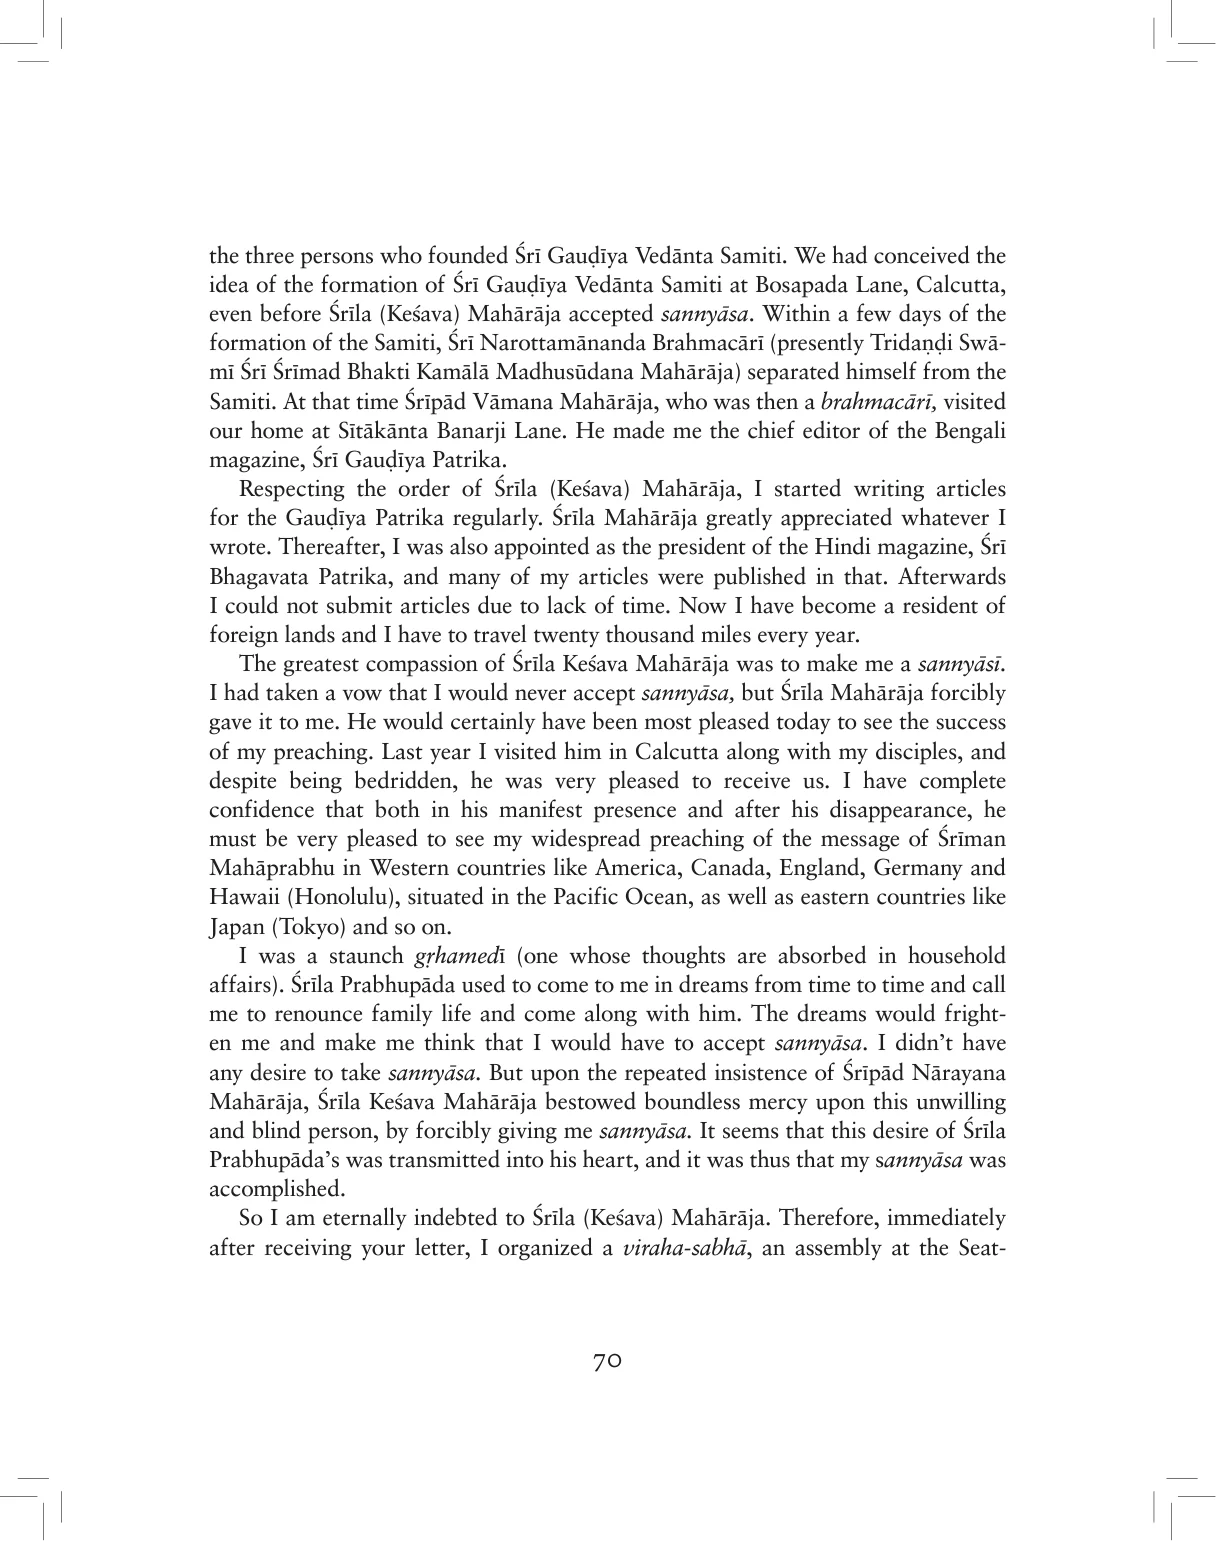 the three persons who founded Śrī Gauḍīya Vedānta Samiti. We had conceived the
idea of the formation of Śrī Gauḍīya Vedānta Samiti at Bosapada Lane, Calcutta,
even before Śrīla (Keśava) Mahārāja accepted sannyāsa. Within a few days of the
formation of the Samiti, Śrī Narottamānanda Brahmacārī (presently Tridaṇḍi Swā-
mī Śrī Śrīmad Bhakti Kamālā Madhusūdana Mahārāja) separated himself from the
Samiti. At that time Śrīpād Vāmana Mahārāja, who was then a brahmacārī, visited
our home at Sītākānta Banarji Lane. He made me the chief editor of the Bengali
magazine, Śrī Gauḍīya Patrika.
Respecting the order of Śrīla (Keśava) Mahārāja, I started writing articles
for the Gauḍīya Patrika regularly. Śrīla Mahārāja greatly appreciated whatever I
wrote. Thereafter, I was also appointed as the president of the Hindi magazine, Śrī
Bhagavata Patrika, and many of my articles were published in that. Afterwards
I could not submit articles due to lack of time. Now I have become a resident of
foreign lands and I have to travel twenty thousand miles every year.
The greatest compassion of Śrīla Keśava Mahārāja was to make me a sannyāsī.
I had taken a vow that I would never accept sannyāsa, but Śrīla Mahārāja forcibly
gave it to me. He would certainly have been most pleased today to see the success
of my preaching. Last year I visited him in Calcutta along with my disciples, and
despite being bedridden, he was very pleased to receive us. I have complete
confidence that both in his manifest presence and after his disappearance, he
must be very pleased to see my widespread preaching of the message of Śrīman
Mahāprabhu in Western countries like America, Canada, England, Germany and
Hawaii (Honolulu), situated in the Pacific Ocean, as well as eastern countries like
Japan (Tokyo) and so on.
I was a staunch gṛhamedī (one whose thoughts are absorbed in household
affairs). Śrīla Prabhupāda used to come to me in dreams from time to time and call
me to renounce family life and come along with him. The dreams would fright-
en me and make me think that I would have to accept sannyāsa. I didn’t have
any desire to take sannyāsa. But upon the repeated insistence of Śrīpād Nārayana
Mahārāja, Śrīla Keśava Mahārāja bestowed boundless mercy upon this unwilling
and blind person, by forcibly giving me sannyāsa. It seems that this desire of Śrīla
Prabhupāda’s was transmitted into his heart, and it was thus that my sannyāsa was
accomplished.
So I am eternally indebted to Śrīla (Keśava) Mahārāja. Therefore, immediately
after receiving your letter, I organized a viraha-sabhā, an assembly at the Seat-
70